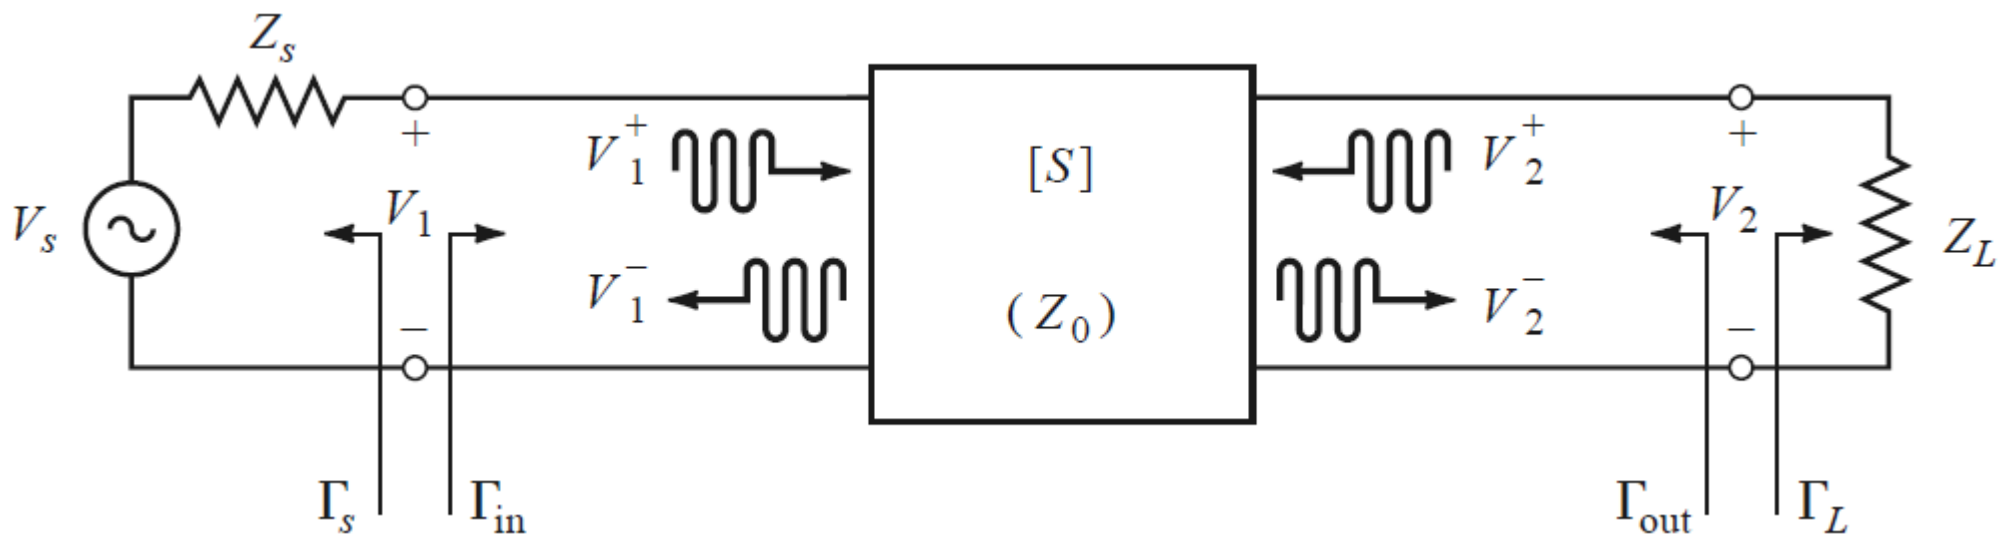 Z_s
+
V_1^+
[S]
V_2^+
+
V_s
V_1
V_2
Z_L
V_1^-
(Z_0)
V_2^-
−
−
Γ_s
Γ_in
Γ_out
Γ_L